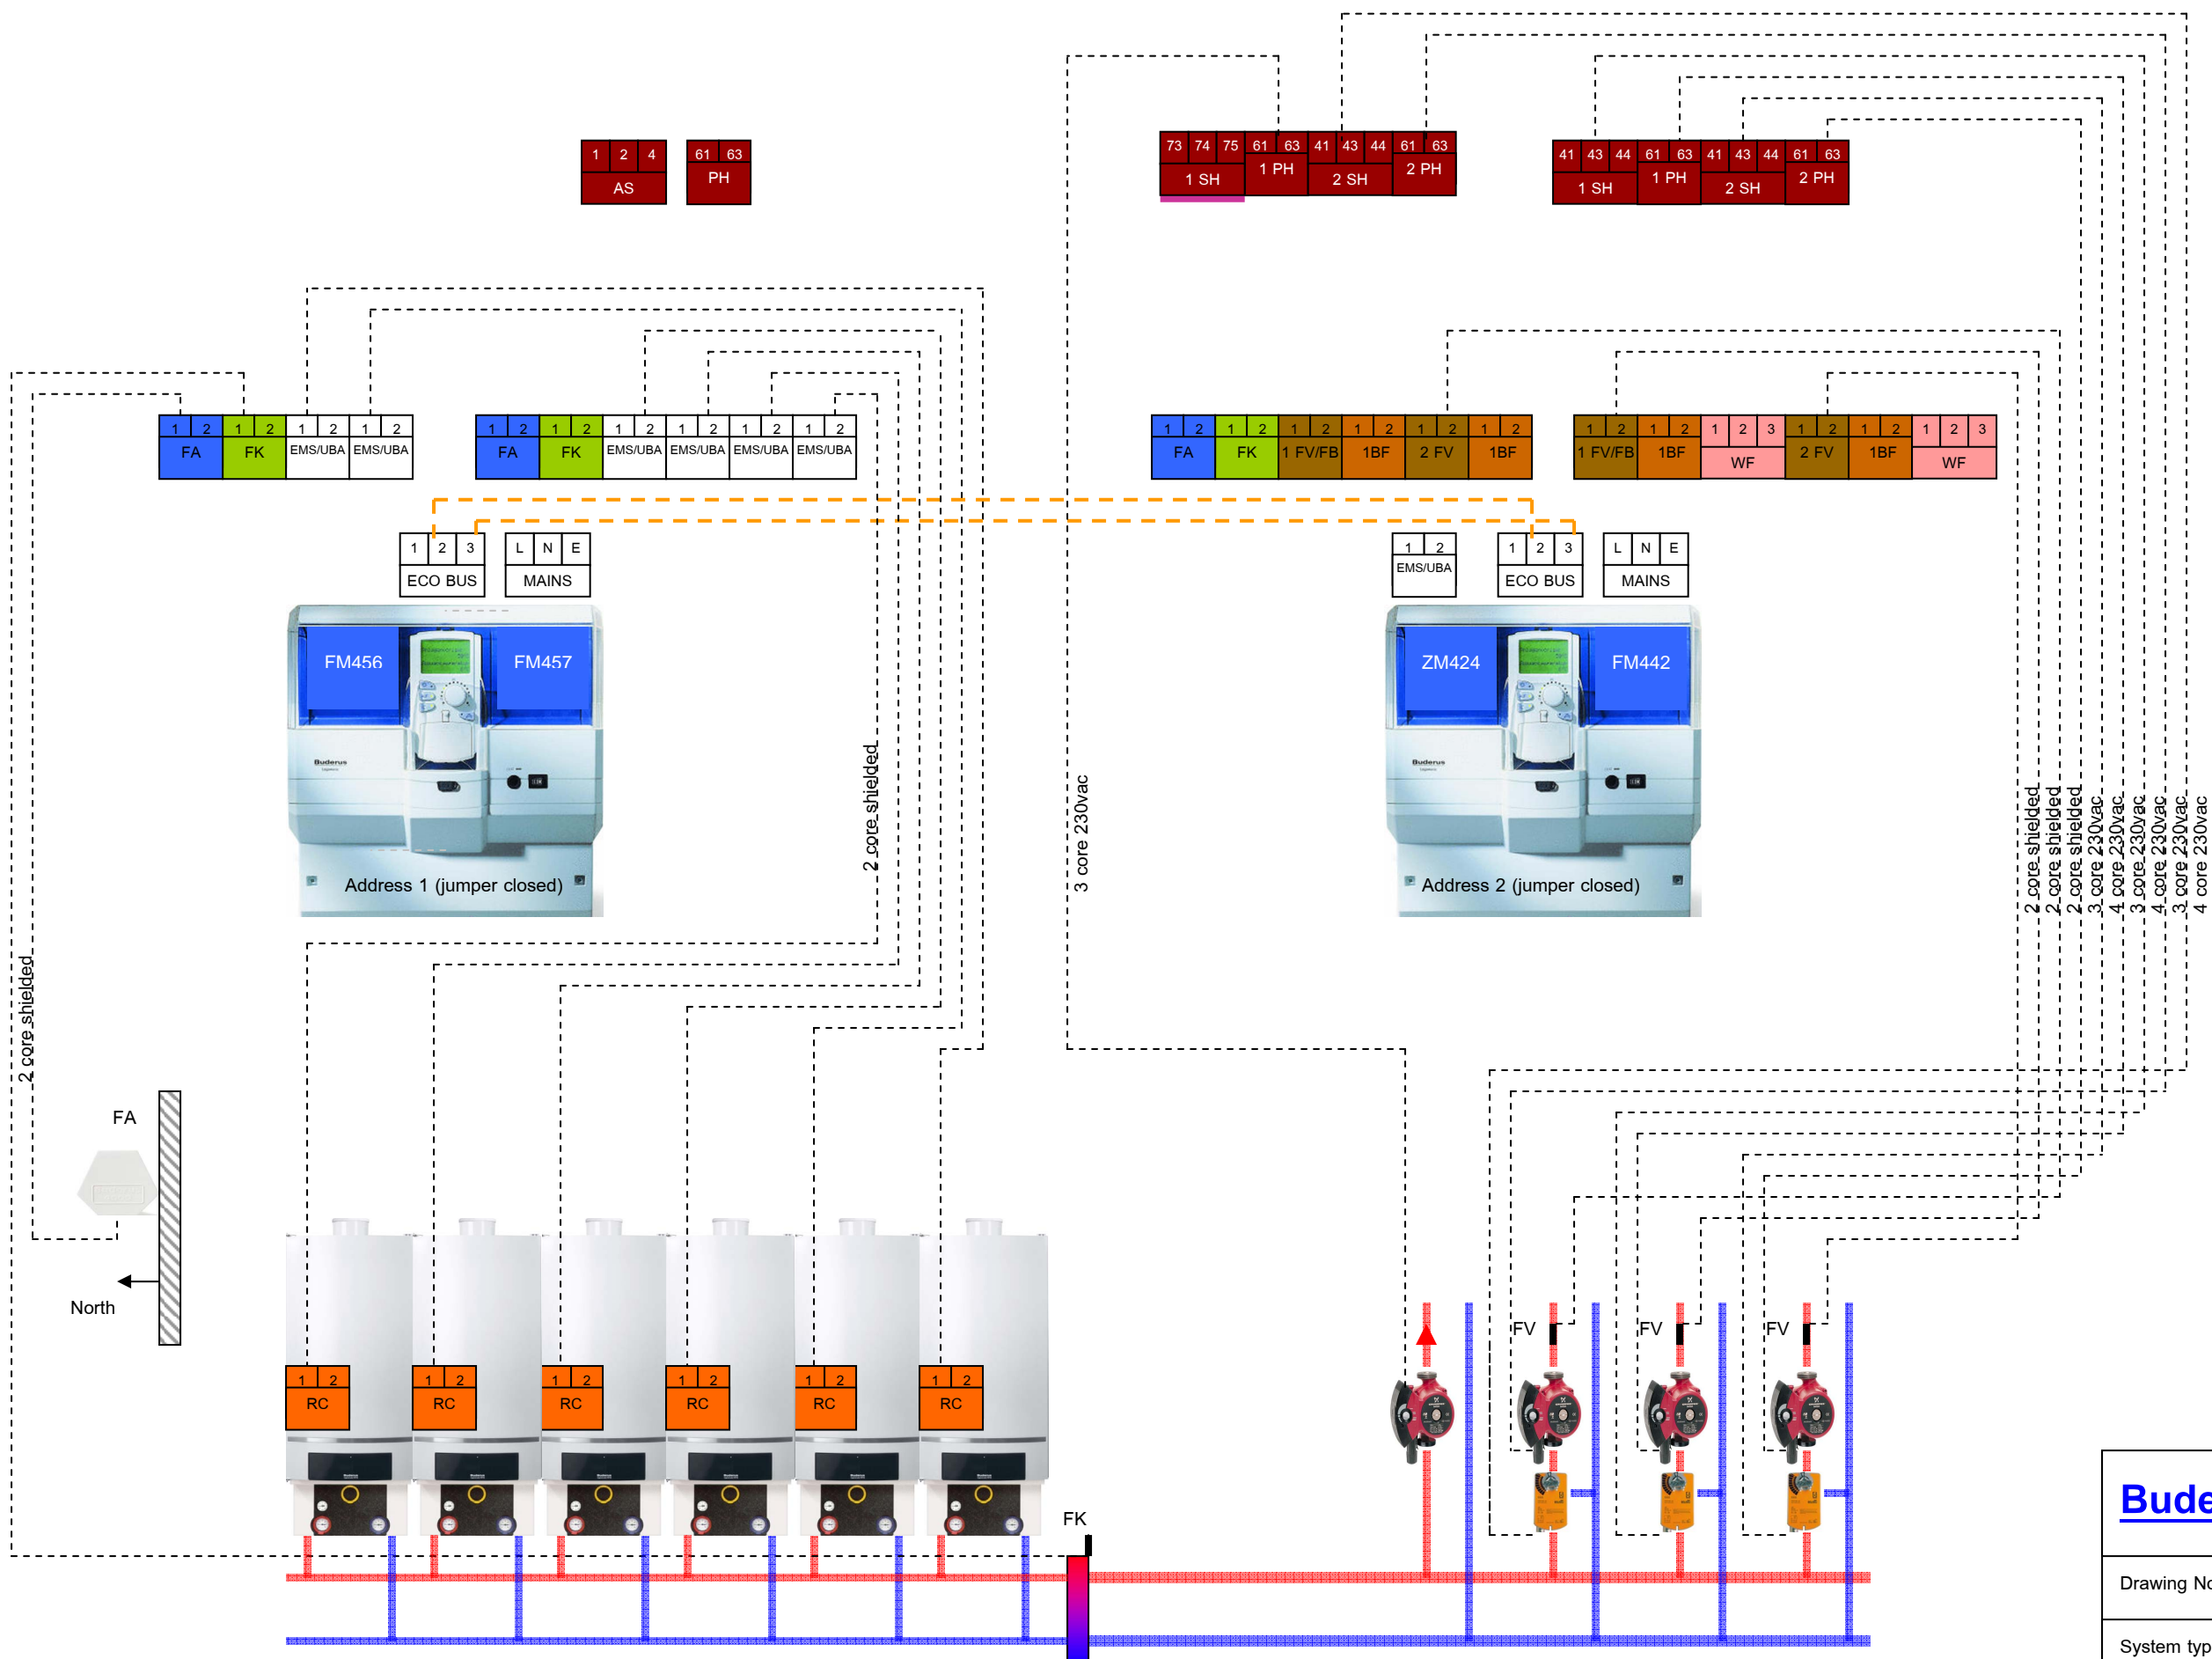 73 74 75 61 63 41 43 44 61 63
1 SH 1 PH 2 SH 2 PH
41 43 44 61 63 41 43 44 61 63
1 SH 1 PH 2 SH 2 PH
1 2 4
AS
61 63
PH
1 2 1 2 1 2 1 2
FA FK EMS/UBA EMS/UBA
1 2 1 2 1 2 1 2 1 2 1 2
FA FK EMS/UBA EMS/UBA EMS/UBA EMS/UBA
1 2 1 2 1 2 1 2 1 2 1 2
FA FK 1 FV/FB 1BF 2 FV 1BF
1 2 1 2 1 2 3 1 2 1 2 1 2 3
1 FV/FB 1BF WF 2 FV 1BF WF
1 2 3
ECO BUS
L N E
MAINS
1 2
EMS/UBA
1 2 3
ECO BUS
L N E
MAINS
FM456 FM457
Buderus
Address 1 (jumper closed)
ZM424 FM442
Buderus
Address 2 (jumper closed)
2 core shielded
3 core 230vac
2 core shielded
2 core shielded
2 core shielded
3 core 230vac
4 core 230vac
3 core 230vac
4 core 230vac
3 core 230vac
4 core 230vac
2 core shielded
FA
North
1 2
RC
1 2
RC
1 2
RC
1 2
RC
1 2
RC
1 2
RC
FV FV FV
FK
Bude
Drawing No
System typ